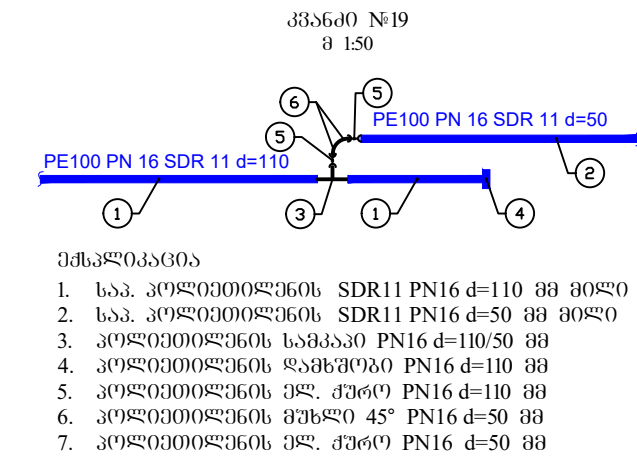 კვანძი №19
მ 1:50
6
5
PE100 PN 16 SDR 11 d=50
5
PE100 PN 16 SDR 11 d=110
2
1
3
1
4
ექსპლიკაცია
1. საპ. პოლიეთილენის SDR11 PN16 d=110 მმ მილი
2. საპ. პოლიეთილენის SDR11 PN16 d=50 მმ მილი
3. პოლიეთილენის სამკაპი PN16 d=110/50 მმ
4. პოლიეთილენის დამხშობი PN16 d=110 მმ
5. პოლიეთილენის ელ. ქურო PN16 d=110 მმ
6. პოლიეთილენის მუხლი 45° PN16 d=50 მმ
7. პოლიეთილენის ელ. ქურო PN16 d=50 მმ